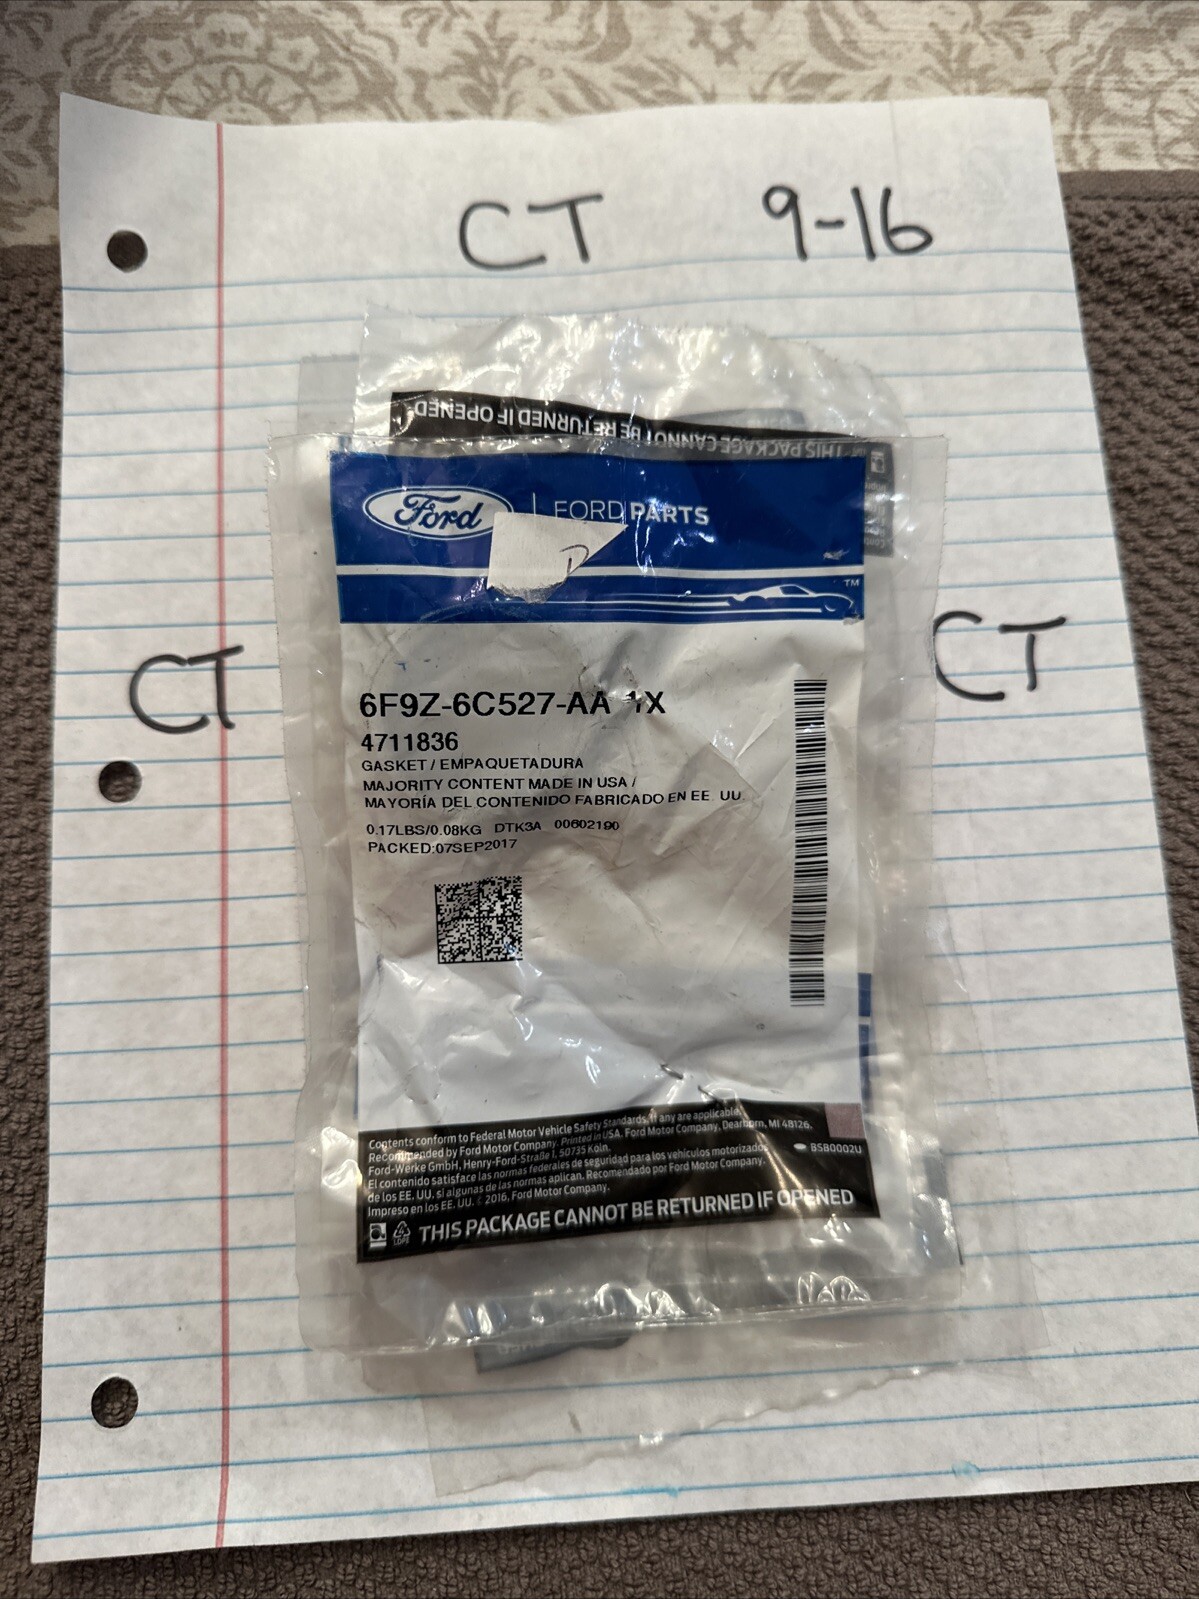 CT 9-16
THIS PACKAGE CANNOT BE RETURNED IF OPENED
Ford FORD PARTS
TM
CT
CT
6F9Z-6C527-AA 1X
4711836
GASKET / EMPAQUETADURA
MAJORITY CONTENT MADE IN USA /
MAYORÍA DEL CONTENIDO FABRICADO EN EE. UU.
0.17LBS/0.08KG DTK3A 00602190
PACKED:07SEP2017
Contents conform to Federal Motor Vehicle Safety Standards, if any are applicable.
Recommended by Ford Motor Company. Printed in USA. Ford Motor Company, Dearborn, MI 48126.
Ford-Werke GmbH, Henry-Ford-Straße 1, 50735 Köln.
El contenido satisface las normas federales de seguridad para los vehículos motorizados
de los EE. UU. si algunas de las normas aplican. Recomendado por Ford Motor Company.
Impreso en los EE. UU. © 2016, Ford Motor Company.
BSB0002U
4 LDPE THIS PACKAGE CANNOT BE RETURNED IF OPENED